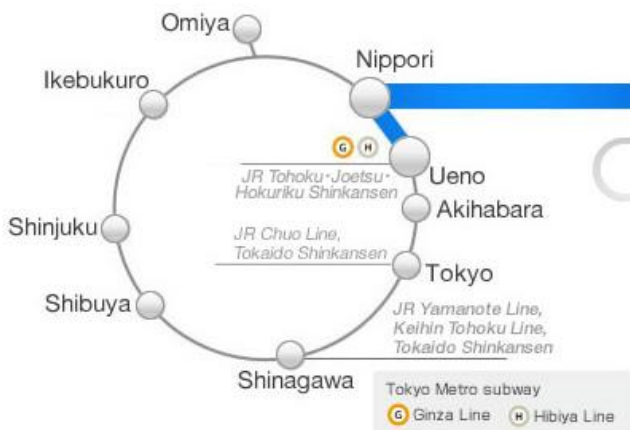 Omiya
Nippori
Ikebukuro
G H
JR Tohoku·Joetsu·
Hokuriku Shinkansen
Ueno
Akihabara
Shinjuku
JR Chuo Line,
Tokaido Shinkansen
Tokyo
Shibuya
JR Yamanote Line,
Keihin Tohoku Line,
Tokaido Shinkansen
Shinagawa
Tokyo Metro subway
G Ginza Line H Hibiya Line